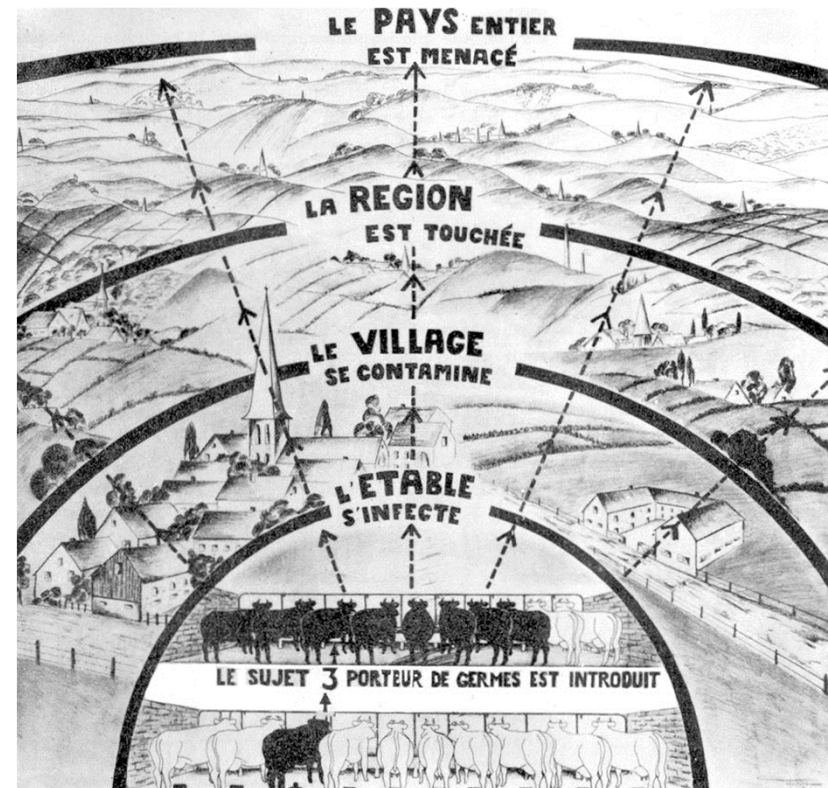 LE PAYS ENTIER
EST MENACÉ
LA REGION
EST TOUCHÉE
LE VILLAGE
SE CONTAMINE
L'ETABLE
S'INFECTE
LE SUJET 3 PORTEUR DE GERMES EST INTRODUIT